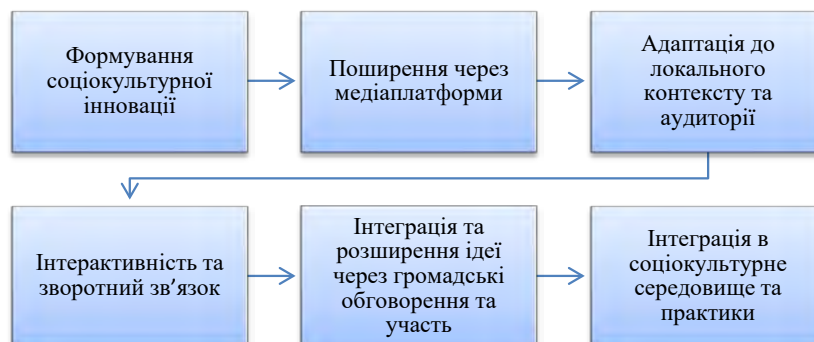 Формування
соціокультурної
інновації
Поширення через
медіаплатформи
Адаптація до
локального
контексту та
аудиторії
Інтерактивність та
зворотний зв’язок
Інтеграція та
розширення ідеї
через громадські
обговорення та
участь
Інтеграція в
соціокультурне
середовище та
практики